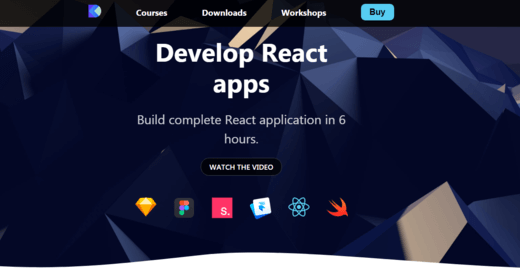 Courses Downloads Workshops Buy
Develop React
apps
Build complete React application in 6
hours.
WATCH THE VIDEO
S.